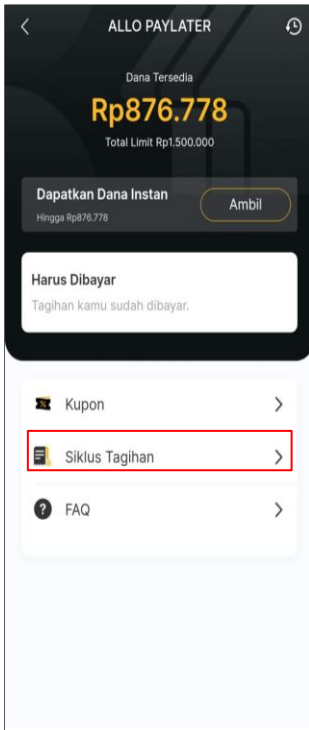 ALLO PAYLATER
Dana Tersedia
Rp876.778
Total Limit Rp1.500.000
Dapatkan Dana Instan
Hingga Rp876.778
Ambil
Harus Dibayar
Tagihan kamu sudah dibayar.
Kupon
Siklus Tagihan
FAQ